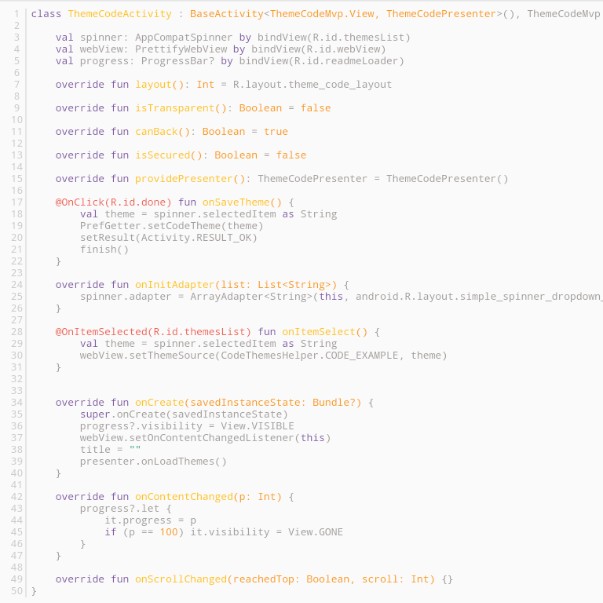 1 class ThemeCodeActivity : BaseActivity<ThemeCodeMvp.View, ThemeCodePresenter>(), ThemeCodeMvp
2
3     val spinner: AppCompatSpinner by bindView(R.id.themesList)
4     val webView: PrettifyWebView by bindView(R.id.webView)
5     val progress: ProgressBar? by bindView(R.id.readmeLoader)
6
7     override fun layout(): Int = R.layout.theme_code_layout
8
9     override fun isTransparent(): Boolean = false
10
11     override fun canBack(): Boolean = true
12
13     override fun isSecured(): Boolean = false
14
15     override fun providePresenter(): ThemeCodePresenter = ThemeCodePresenter()
16
17     @OnClick(R.id.done) fun onSaveTheme() {
18         val theme = spinner.selectedItem as String
19         PrefGetter.setCodeTheme(theme)
20         setResult(Activity.RESULT_OK)
21         finish()
22     }
23
24     override fun onInitAdapter(list: List<String>) {
25         spinner.adapter = ArrayAdapter<String>(this, android.R.layout.simple_spinner_dropdown_
26     }
27
28     @OnItemSelected(R.id.themesList) fun onItemSelect() {
29         val theme = spinner.selectedItem as String
30         webView.setThemeSource(CodeThemesHelper.CODE_EXAMPLE, theme)
31     }
32
33
34     override fun onCreate(savedInstanceState: Bundle?) {
35         super.onCreate(savedInstanceState)
36         progress?.visibility = View.VISIBLE
37         webView.setOnContentChangedListener(this)
38         title = ""
39         presenter.onLoadThemes()
40     }
41
42     override fun onContentChanged(p: Int) {
43         progress?.let {
44             it.progress = p
45             if (p == 100) it.visibility = View.GONE
46         }
47     }
48
49     override fun onScrollChanged(reachedTop: Boolean, scroll: Int) {}
50 }